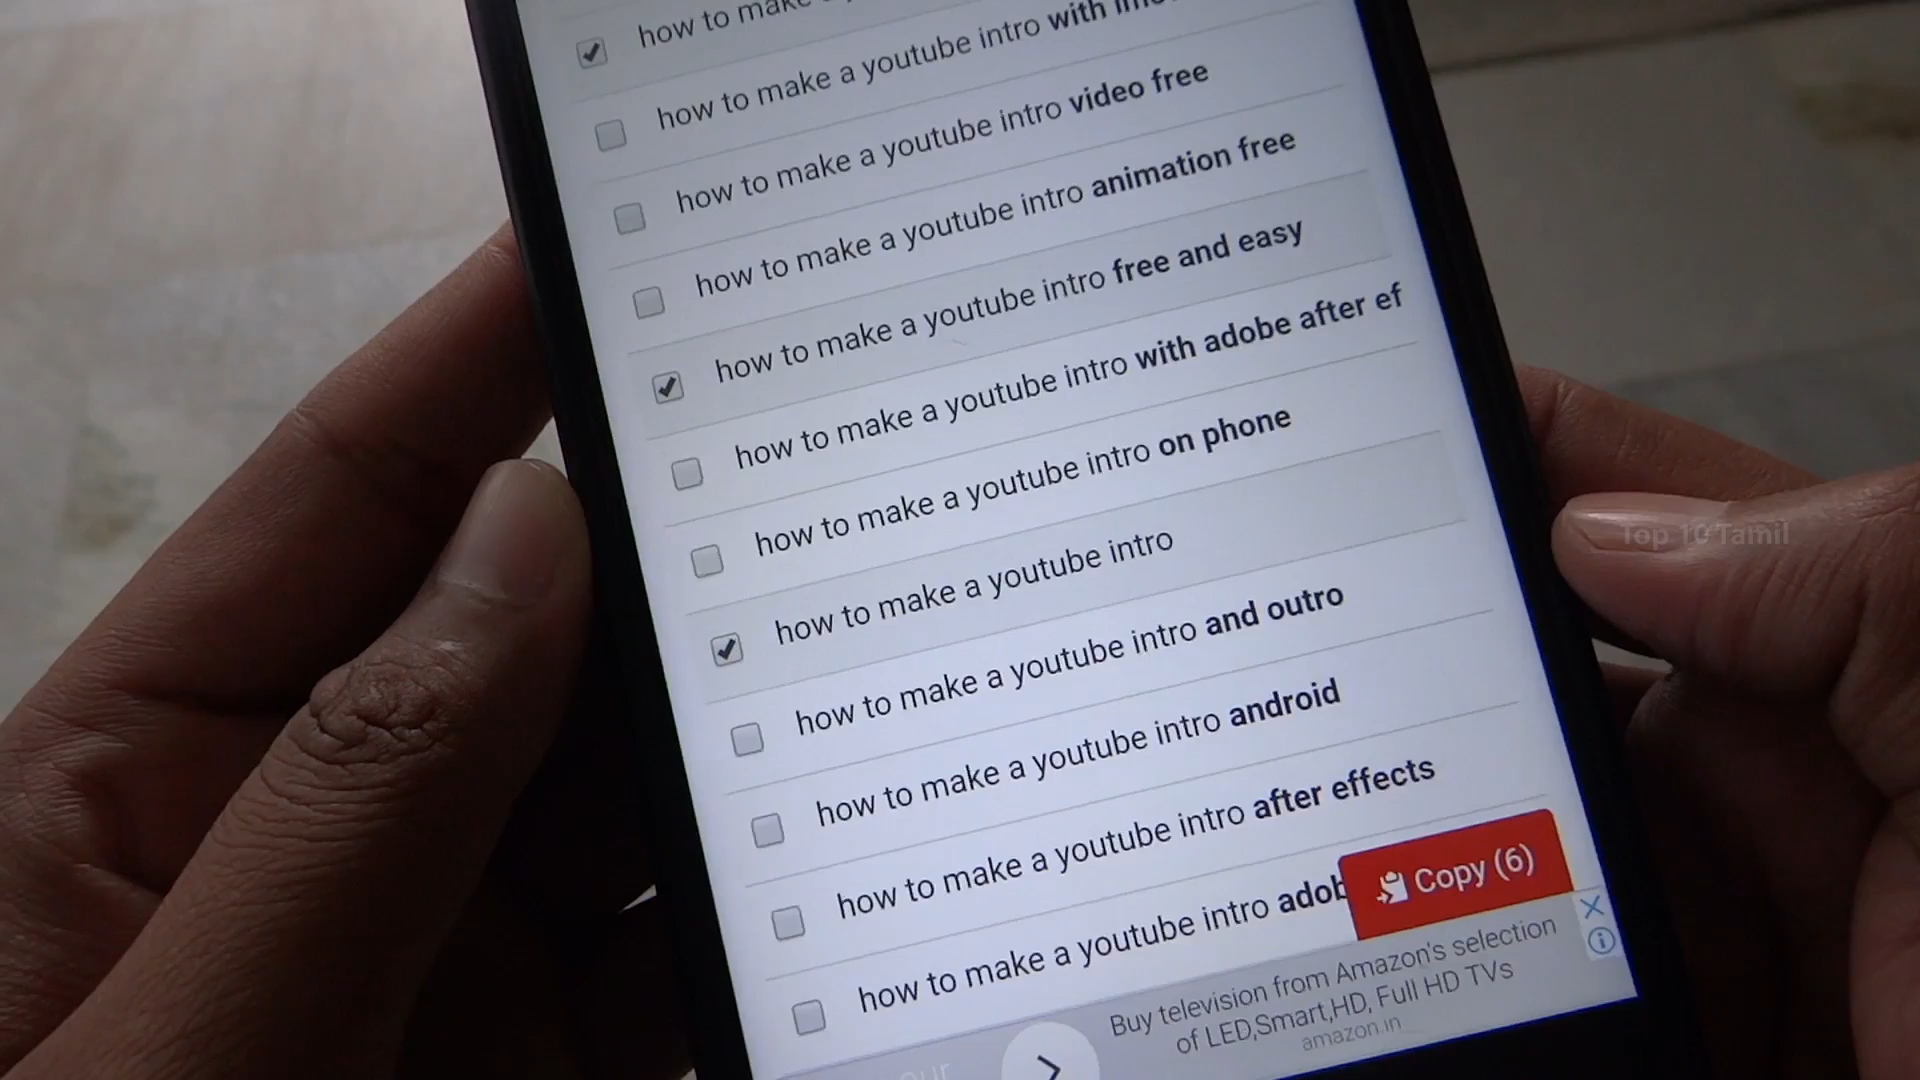 how to make a
how to make a youtube intro with
how to make a youtube intro video free
how to make a youtube intro animation free
how to make a youtube intro free and easy
how to make a youtube intro with adobe after ef
how to make a youtube intro on phone
how to make a youtube intro
how to make a youtube intro and outro
how to make a youtube intro android
how to make a youtube intro after effects
how to make a youtube intro adob
Copy (6)
Buy television from Amazon's selection
of LED,Smart,HD, Full HD TVs
amazon.in
Top 10 Tamil